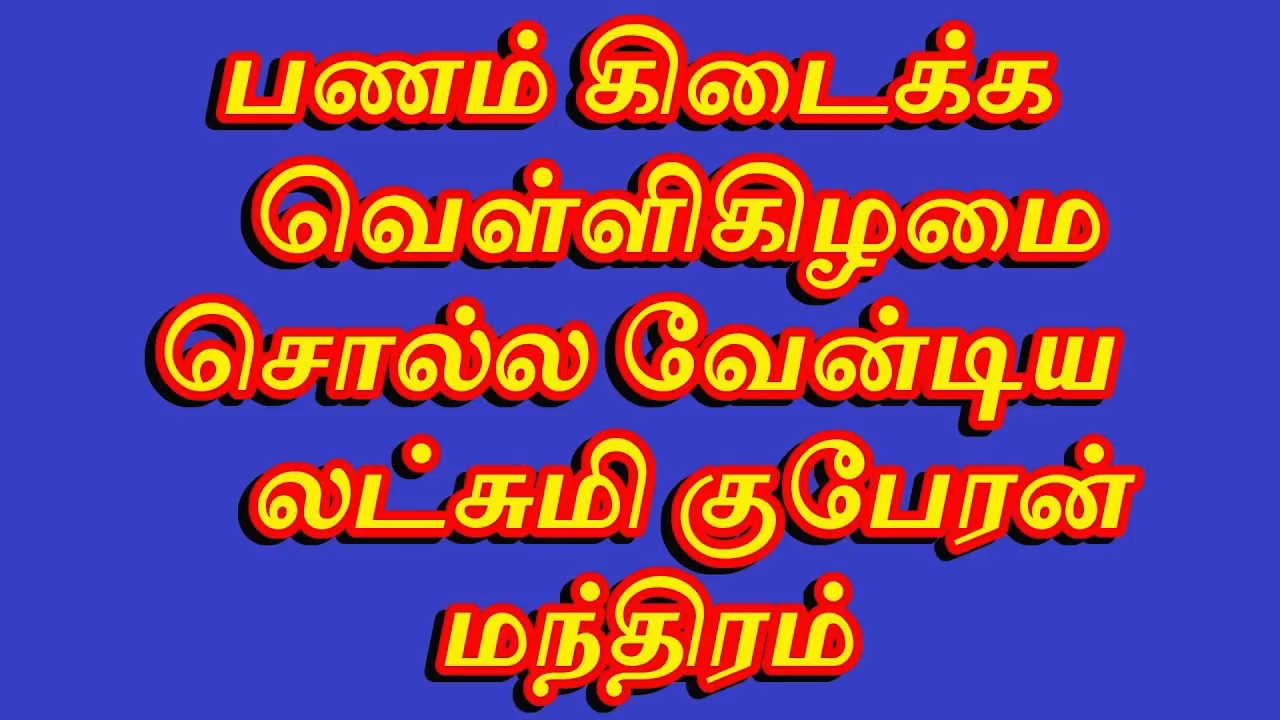 பணம் கிடைக்க
வெள்ளிகிழமை
சொல்ல வேன்டிய
லட்சுமி குபேரன்
மந்திரம்